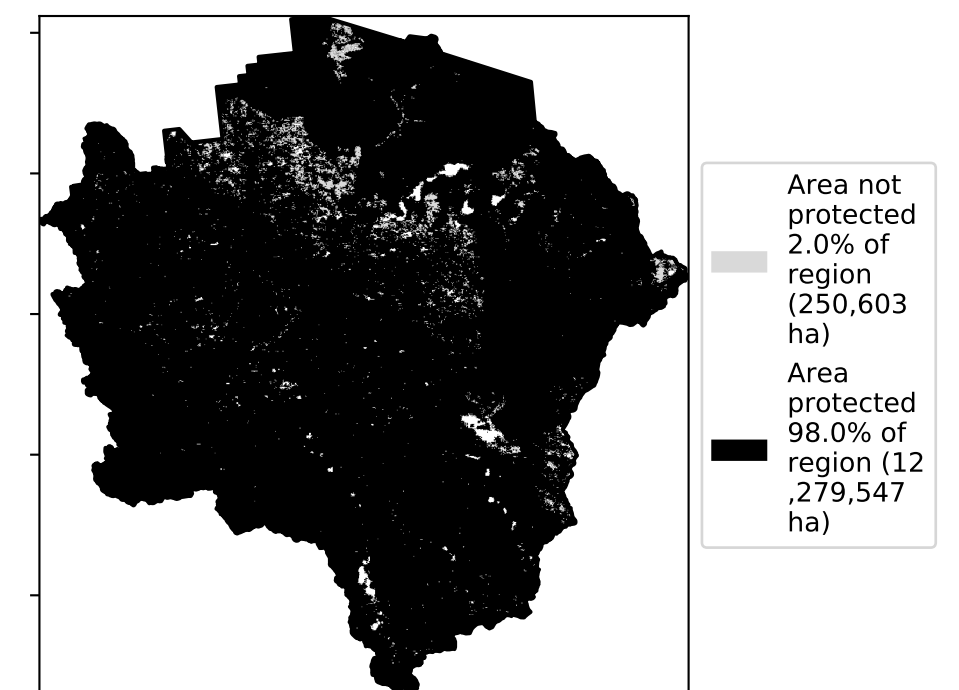 Area not
protected
2.0% of
region
(250,603
ha)
Area
protected
98.0% of
region (12
,279,547
ha)